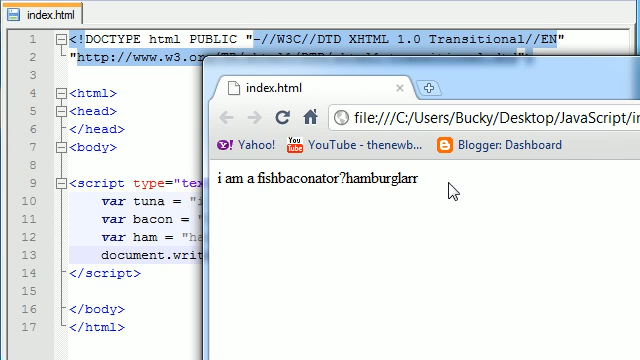 index.html
1 <!DOCTYPE html PUBLIC "-//W3C//DTD XHTML 1.0 Transitional//EN"
2 "http://www.w3.org/TR/
3
4 <html>
5 <head>
6 </head>
7 <body>
8
9 <script type="tex
10 var tuna = "i
11 var bacon = "
12 var ham = "ha
13 document.writ
14 </script>
15
16 </body>
17 </html>
index.html
file:///C:/Users/Bucky/Desktop/JavaScript/in
Yahoo! YouTube - thenewb... Blogger: Dashboard
i am a fishbaconator?hamburglarr